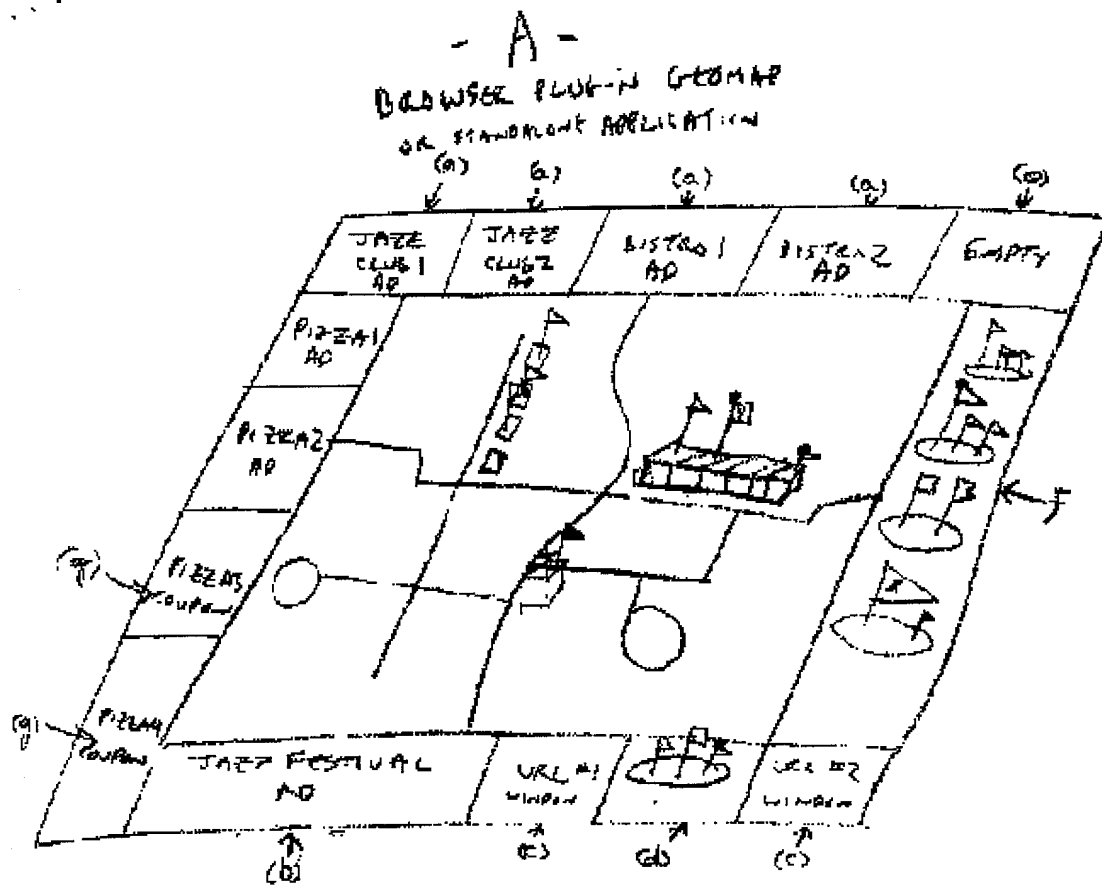 - A -
BROWSER PLUG-IN GEOMAP
OR STANDALONE APPLICATION
(a) (a) (a) (a)
JAZZ
CLUB 1
AD
JAZZ
CLUB 2
AD
BISTRO 1
AD
BISTRO 2
AD
EMPTY
PIZZA 1
AD
PIZZA 2
AD
PIZZA 3
COUPON
PIZZA 4
COUPON
(g)
JAZZ FESTIVAL
AD
URL #1
WINDOW
URL #2
WINDOW
(b)
(c)
(d)
(c)